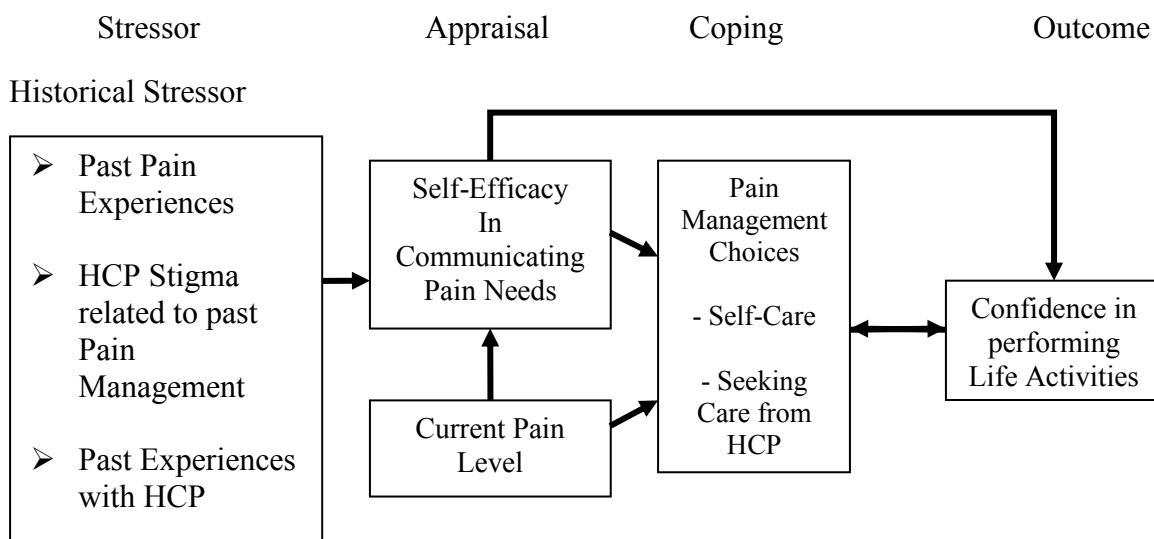 Stressor Appraisal Coping Outcome
Historical Stressor
➢ Past Pain
Experiences
➢ HCP Stigma
related to past
Pain
Management
➢ Past Experiences
with HCP
Self-Efficacy
In
Communicating
Pain Needs
Current Pain
Level
Pain
Management
Choices
- Self-Care
- Seeking
Care from
HCP
Confidence in
performing
Life Activities